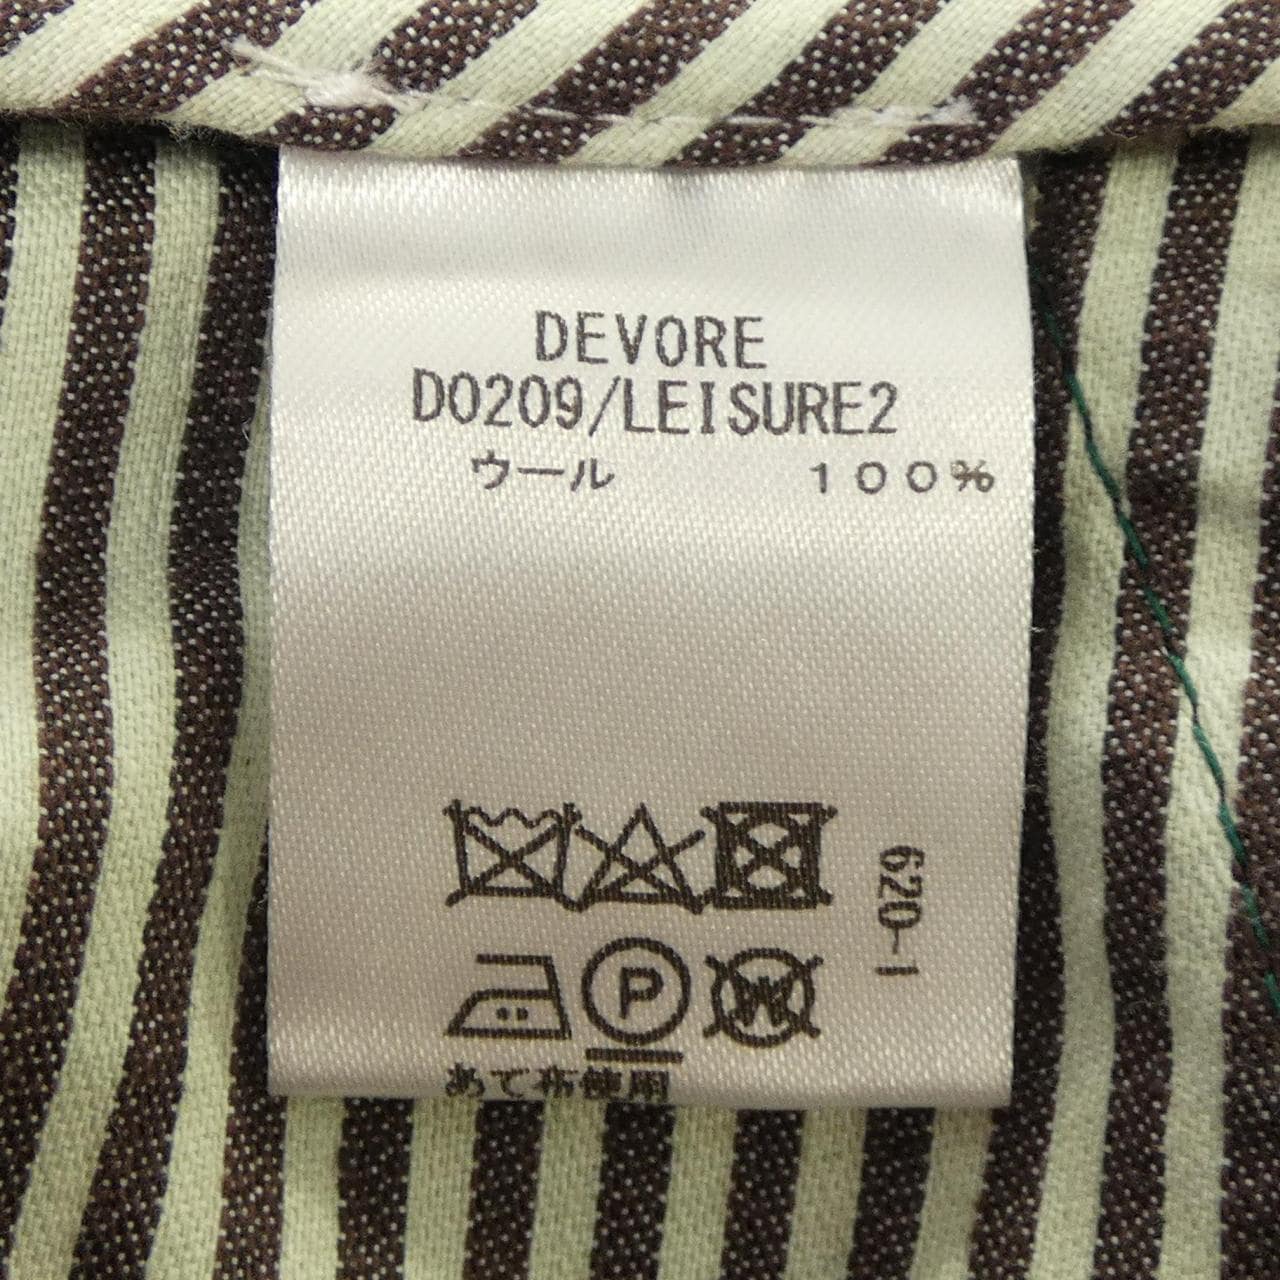 DEVORE
D0209/LEISURE2
ウール　１００％
620-1
P
W
あて布使用